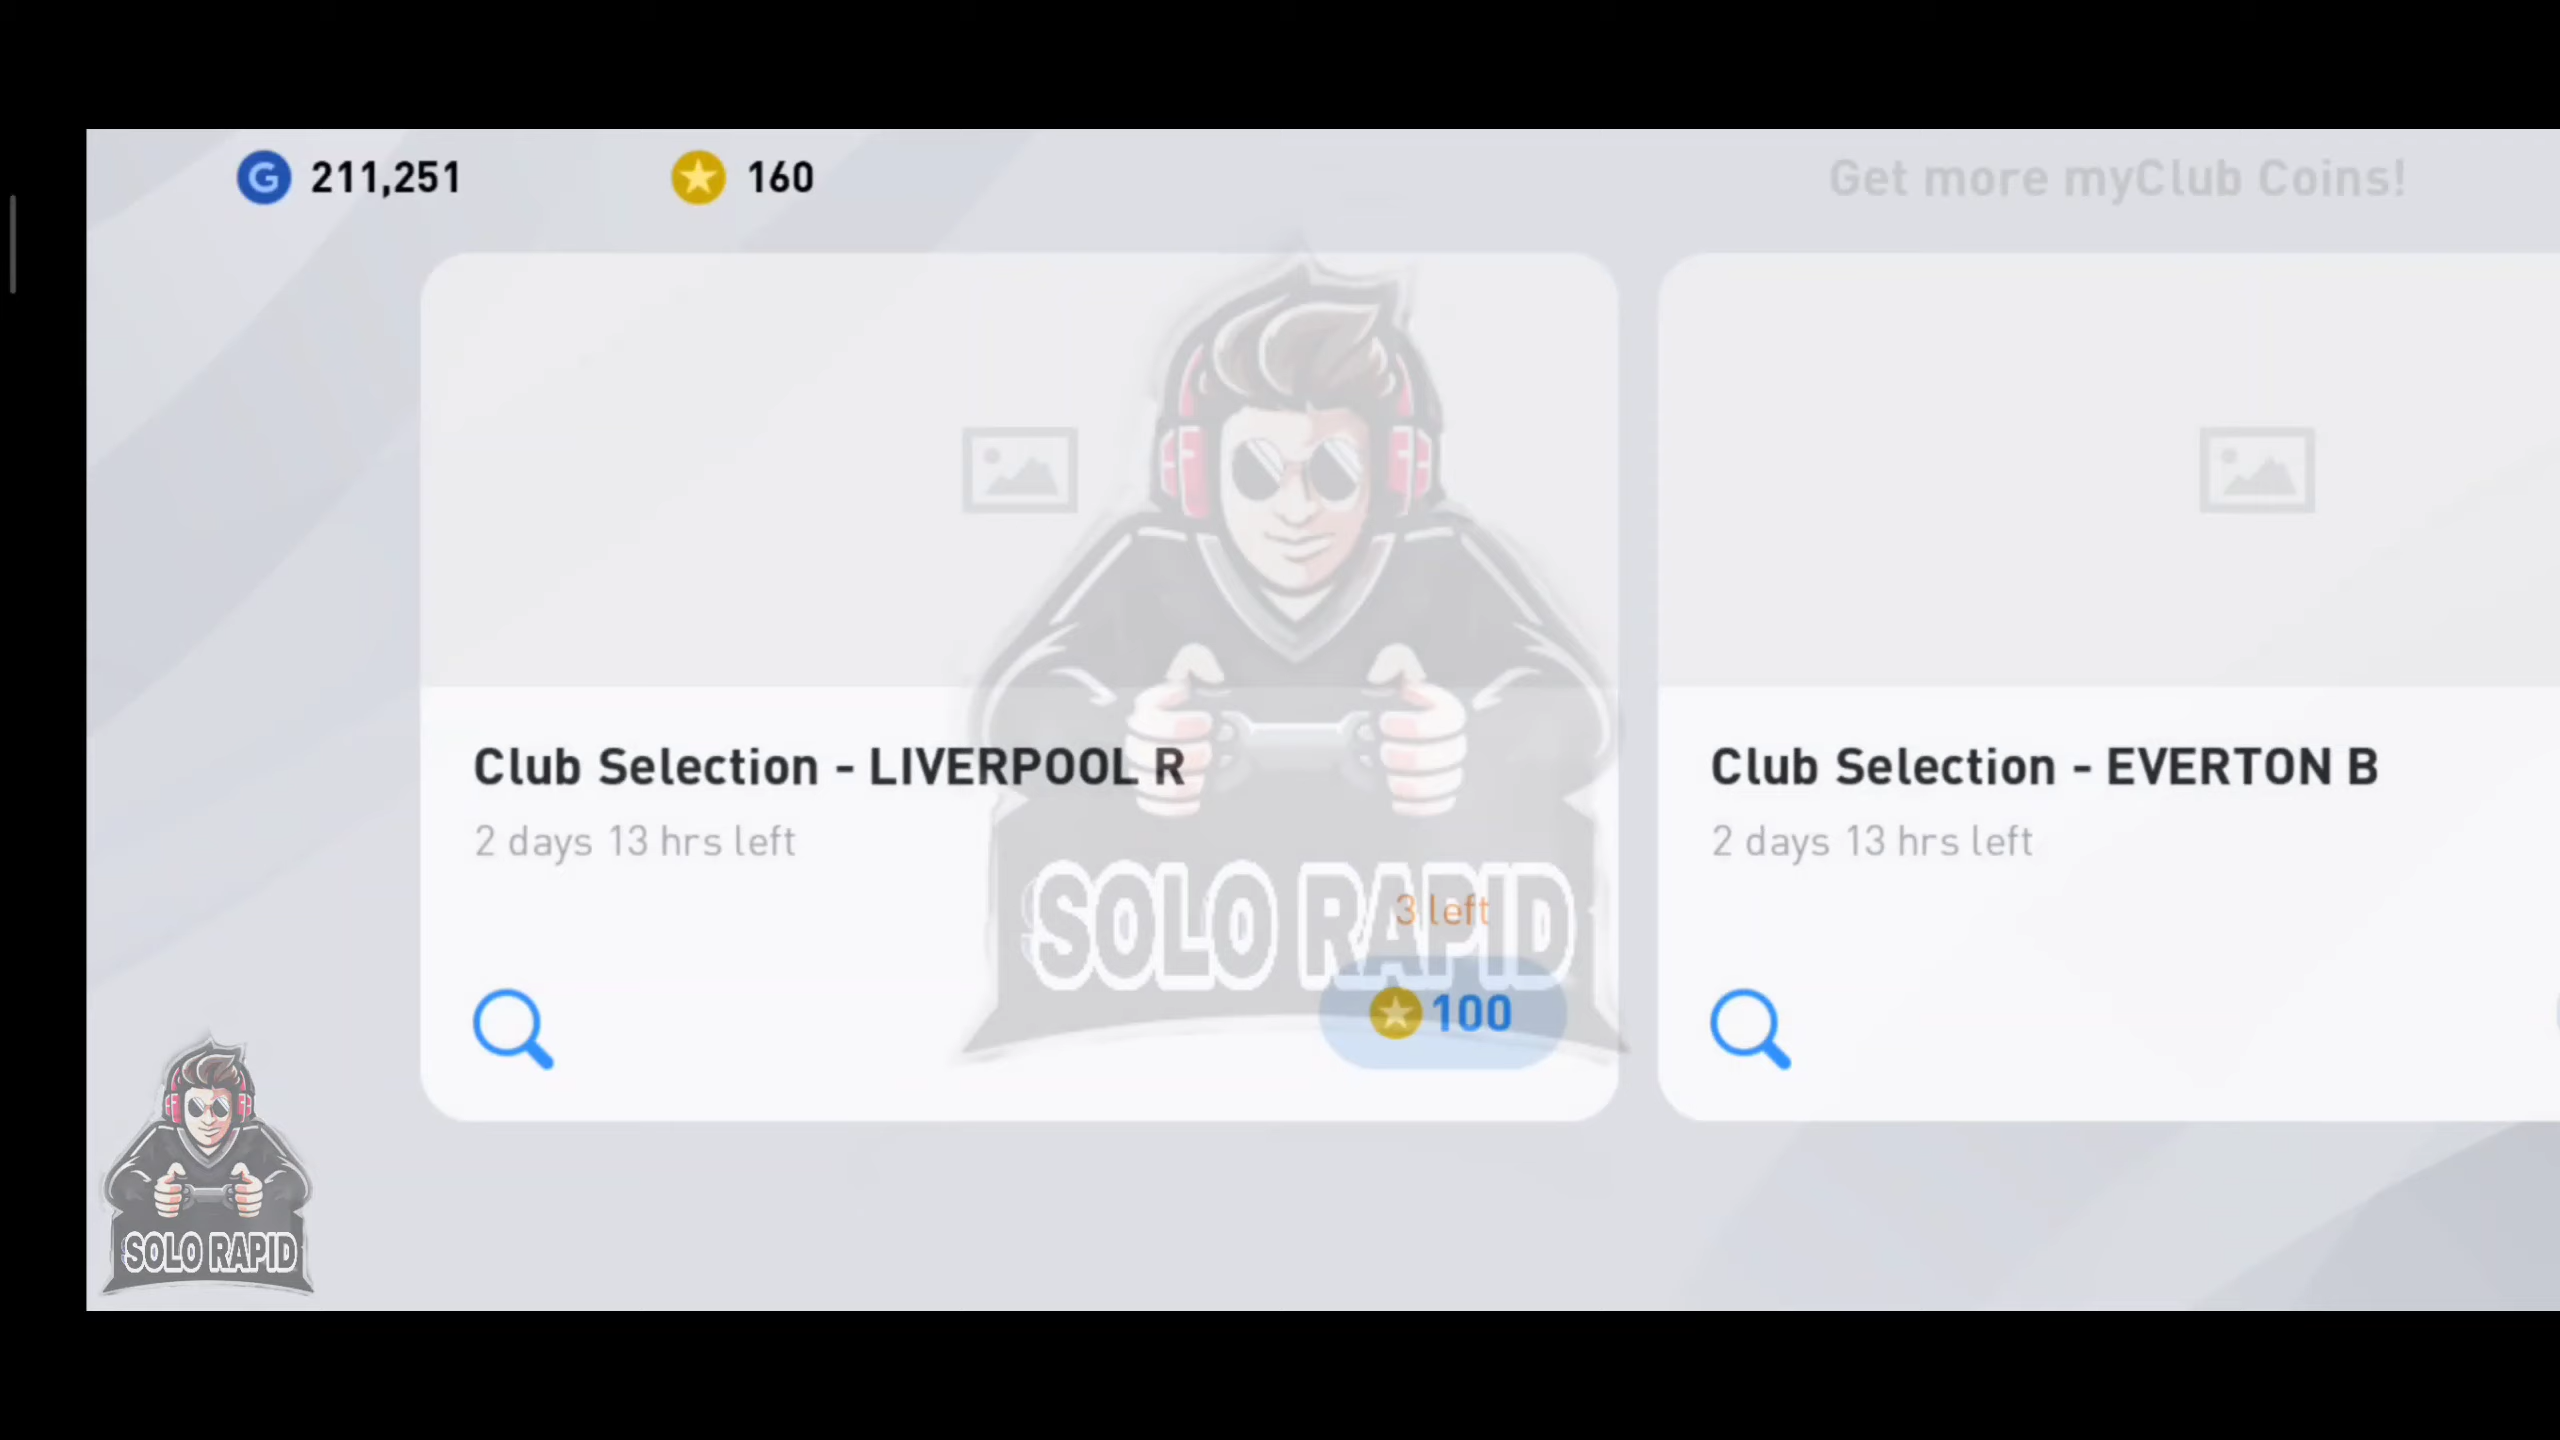 G 211,251
160
Get more myClub Coins!
Club Selection - LIVERPOOL R
2 days 13 hrs left
3 left
100
Club Selection - EVERTON B
2 days 13 hrs left
SOLO RAPID
SOLO RAPID